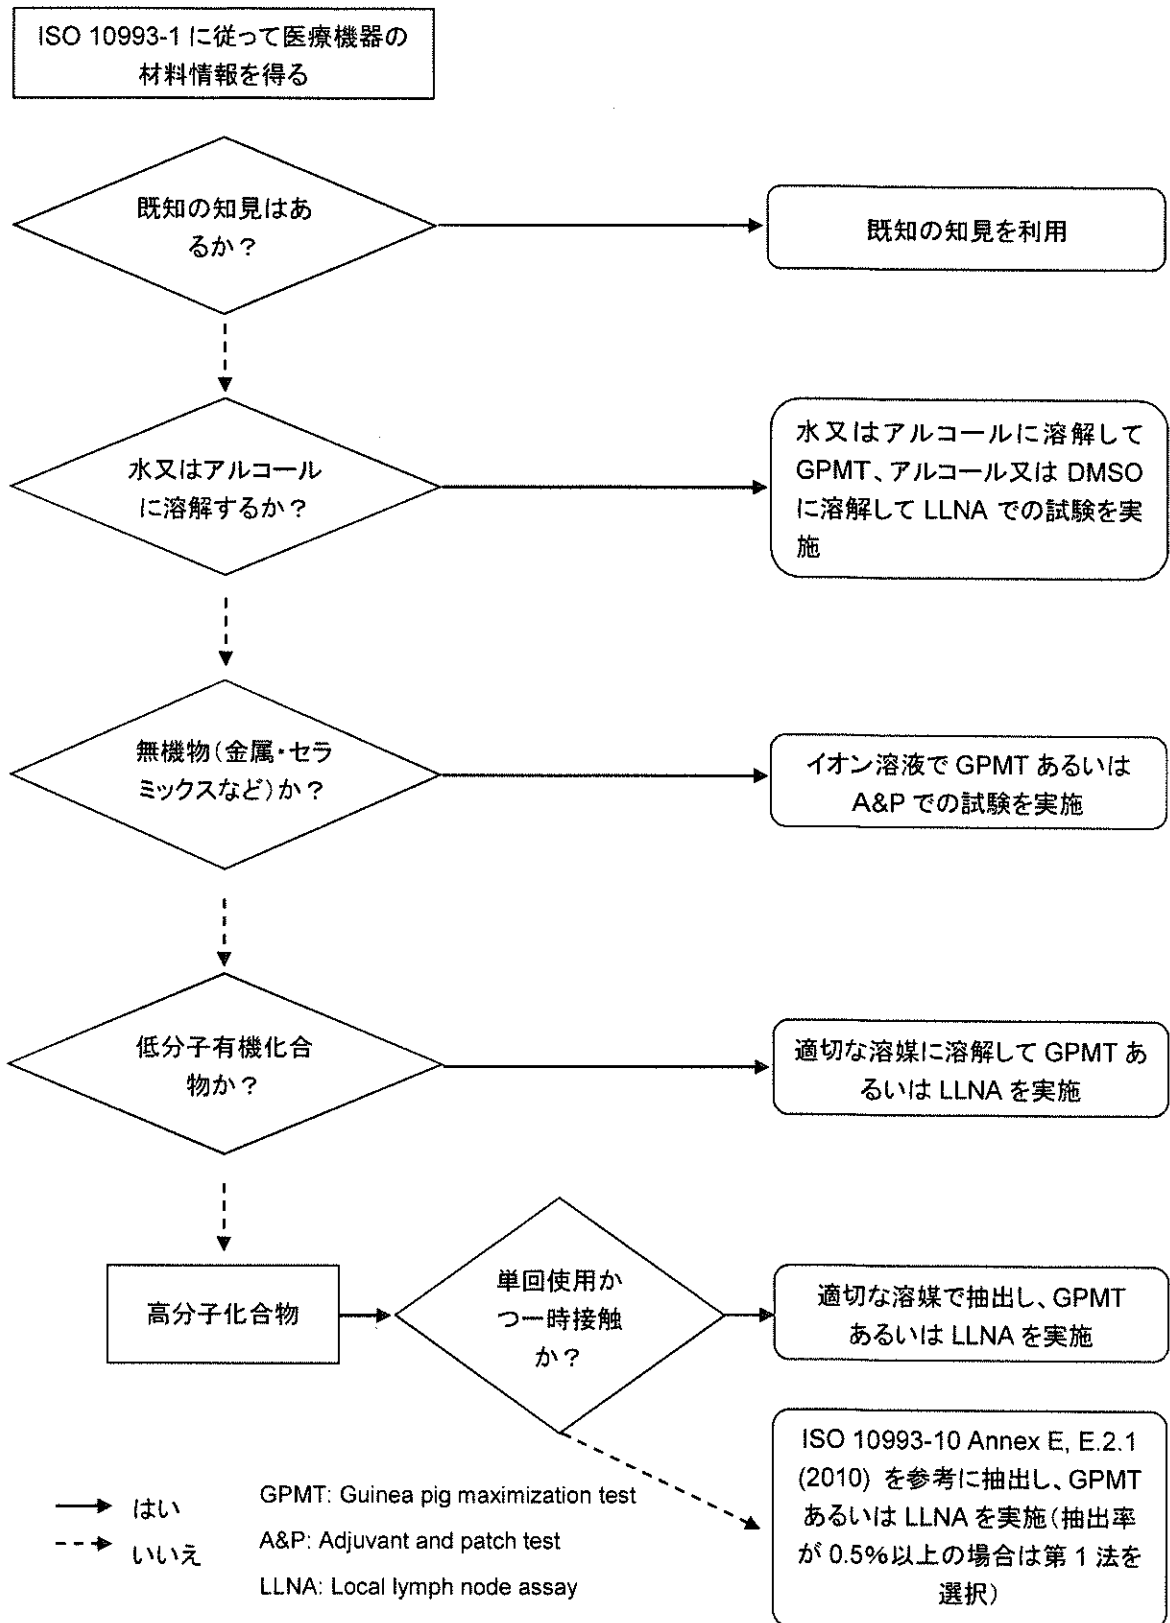 ISO 10993-1 に従って医療機器の
材料情報を得る
既知の知見はあ
るか？
既知の知見を利用
水又はアルコール
に溶解するか？
水又はアルコールに溶解して
GPMT、アルコール又は DMSO
に溶解して LLNA での試験を実
施
無機物（金属・セラ
ミックスなど）か？
イオン溶液で GPMT あるいは
A&P での試験を実施
低分子有機化合
物か？
適切な溶媒に溶解して GPMT あ
るいは LLNA を実施
高分子化合物
単回使用か
つ一時接触
か？
適切な溶媒で抽出し、GPMT
あるいは LLNA を実施
ISO 10993-10 Annex E, E.2.1
(2010) を参考に抽出し、GPMT
あるいは LLNA を実施（抽出率
が 0.5%以上の場合は第 1 法を
選択）
はい
いいえ
GPMT: Guinea pig maximization test
A&P: Adjuvant and patch test
LLNA: Local lymph node assay